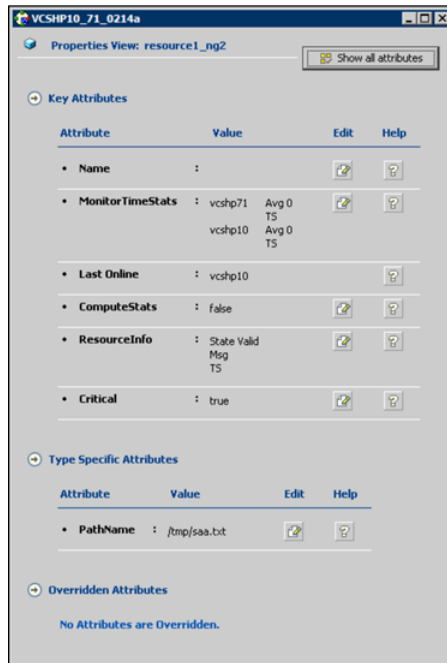 VCSHP10_71_0214a
Properties View: resource1_ng2
Show all attributes
Key Attributes
Attribute Value Edit Help
• Name : ?
• MonitorTimeStats : vcshp71 Avg 0 ?
TS
vcshp10 Avg 0
TS
• Last Online : vcshp10 ?
• ComputeStats : false ?
• ResourceInfo : State Valid ?
Msg
TS
• Critical : true ?
Type Specific Attributes
Attribute Value Edit Help
• PathName : /tmp/saa.txt ?
Overridden Attributes
No Attributes are Overridden.